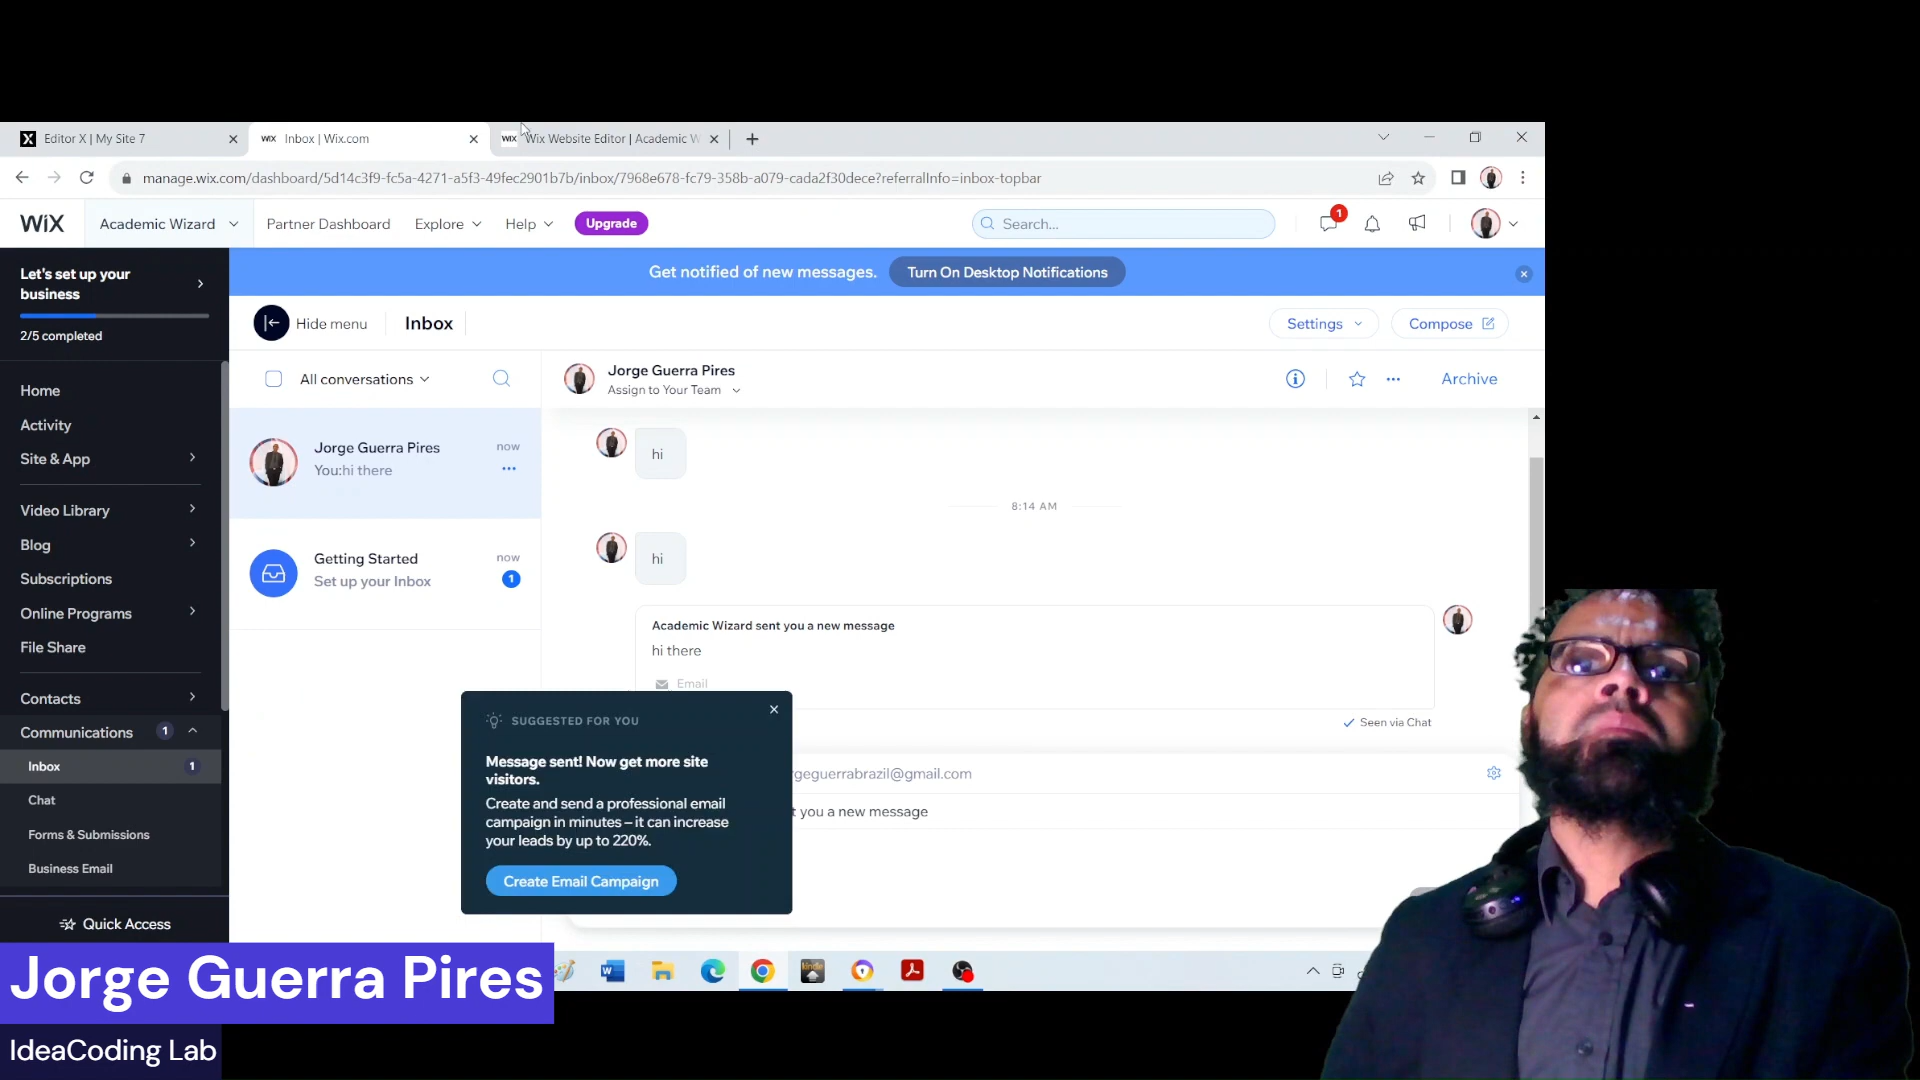 Editor X | My Site 7
WIX Inbox | Wix.com
WIX Wix Website Editor | Academic W
manage.wix.com/dashboard/5d14c3f9-fc5a-4271-a5f3-49fec2901b7b/inbox/7968e678-fc79-358b-a079-cada2f30dece?referralInfo=inbox-topbar
WIX
Academic Wizard
Partner Dashboard
Explore
Help
Upgrade
Search...
1
Let's set up your
business
2/5 completed
Get notified of new messages.
Turn On Desktop Notifications
Hide menu
Inbox
Settings
Compose
Home
Activity
Site & App
Video Library
Blog
Subscriptions
Online Programs
File Share
Contacts
Communications 1
Inbox 1
Chat
Forms & Submissions
Business Email
Quick Access
All conversations
Jorge Guerra Pires now
You:hi there
Getting Started now
Set up your Inbox 1
Jorge Guerra Pires
Assign to Your Team
Archive
hi
8:14 AM
hi
Academic Wizard sent you a new message
hi there
Email
Seen via Chat
rgeguerrabrazil@gmail.com
t you a new message
SUGGESTED FOR YOU
Message sent! Now get more site
visitors.
Create and send a professional email
campaign in minutes – it can increase
your leads by up to 220%.
Create Email Campaign
W
kindle
Jorge Guerra Pires
IdeaCoding Lab